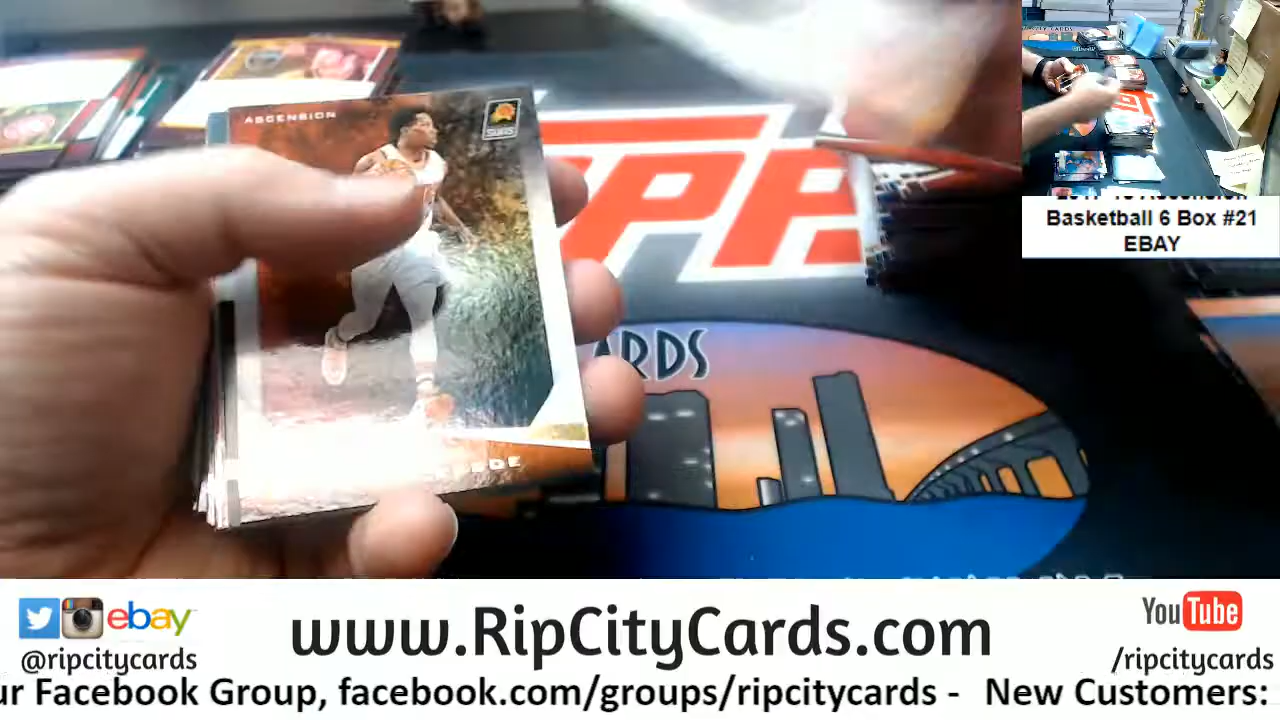 ASCENSION
SUNS
ARDS
Basketball 6 Box #21
EBAY
ebay
@ripcitycards
www.RipCityCards.com
YouTube
/ripcitycards
ur Facebook Group, facebook.com/groups/ripcitycards - New Customers: